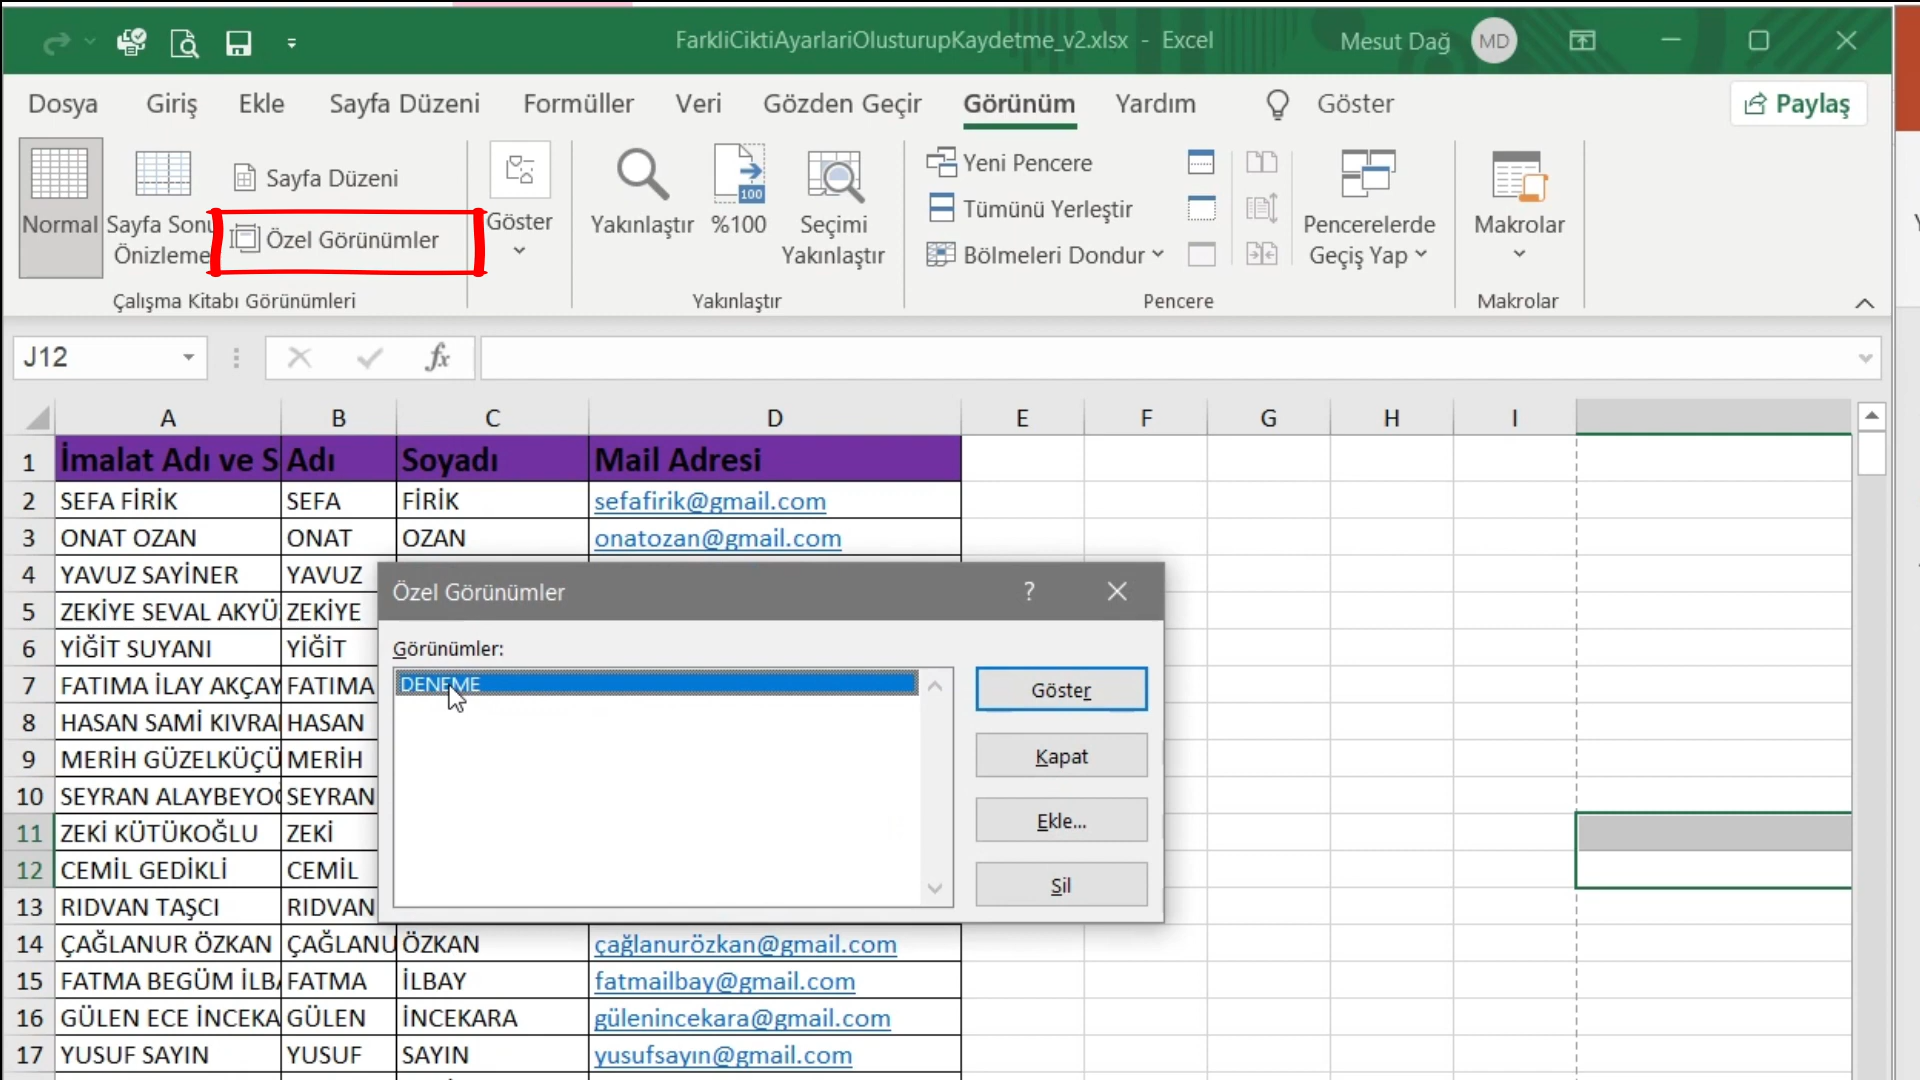 FarkliCiktiAyarlariOlusturupKaydetme_v2.xlsx - Excel
Mesut Dağ
MD
Dosya Giriş Ekle Sayfa Düzeni Formüller Veri Gözden Geçir Görünüm Yardım Göster Paylaş
Normal
Sayfa Sonu
Önizleme
Sayfa Düzeni
Özel Görünümler
Çalışma Kitabı Görünümleri
Göster
Yakınlaştır
100
%100
Seçimi
Yakınlaştır
Yakınlaştır
Yeni Pencere
Tümünü Yerleştir
Bölmeleri Dondur
Pencerelerde
Geçiş Yap
Pencere
Makrolar
Makrolar
J12
fx
A B C D E F G H I
1 İmalat Adı ve S Adı Soyadı Mail Adresi
2 SEFA FİRİK SEFA FİRİK sefafirik@gmail.com
3 ONAT OZAN ONAT OZAN onatozan@gmail.com
4 YAVUZ SAYİNER YAVUZ
5 ZEKİYE SEVAL AKYÜ ZEKİYE
6 YİĞİT SUYANI YİĞİT
7 FATIMA İLAY AKÇAY FATIMA
8 HASAN SAMİ KIVRA HASAN
9 MERİH GÜZELKÜÇÜ MERİH
10 SEYRAN ALAYBEYO SEYRAN
11 ZEKİ KÜTÜKOĞLU ZEKİ
12 CEMİL GEDİKLİ CEMİL
13 RIDVAN TAŞCI RIDVAN
14 ÇAĞLANUR ÖZKAN ÇAĞLANU ÖZKAN çağlanurözkan@gmail.com
15 FATMA BEGÜM İLB FATMA İLBAY fatmailbay@gmail.com
16 GÜLEN ECE İNCEKA GÜLEN İNCEKARA gülenincekara@gmail.com
17 YUSUF SAYIN YUSUF SAYIN yusufsayın@gmail.com
Özel Görünümler
?
Görünümler:
DENEME
Göster
Kapat
Ekle...
Sil